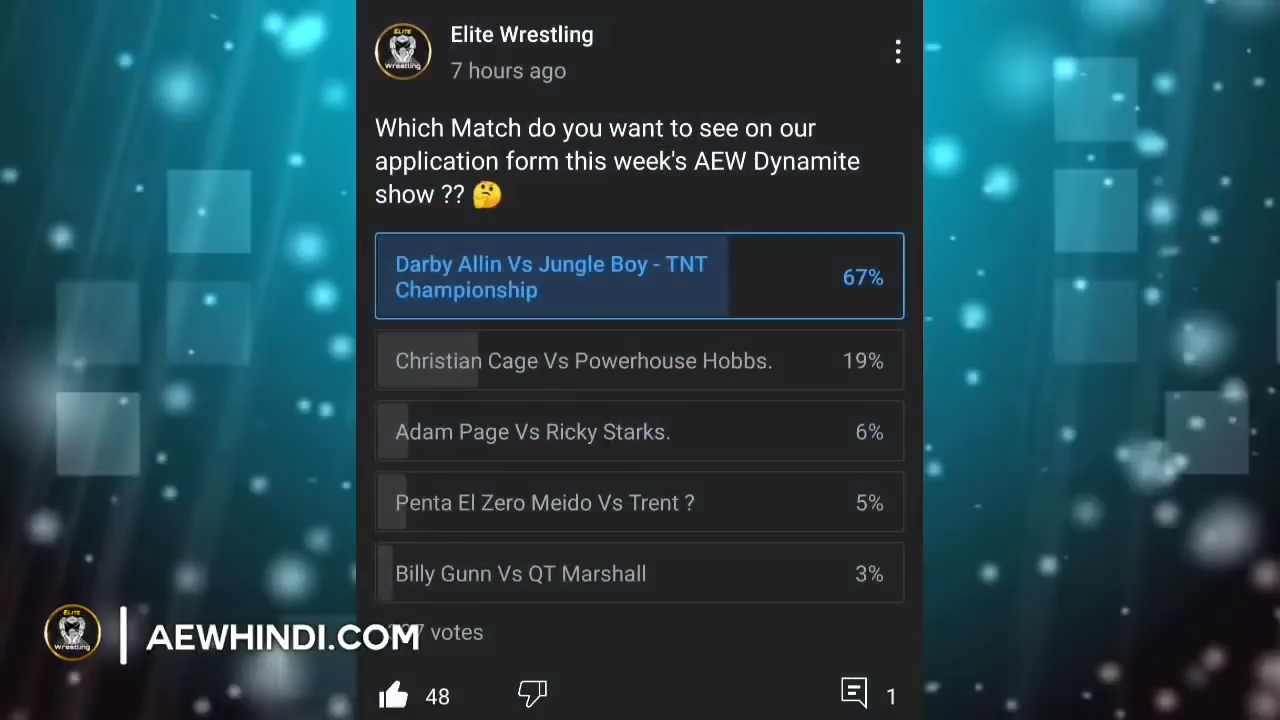 Elite Wrestling
7 hours ago
Which Match do you want to see on our
application form this week's AEW Dynamite
show ?? 🤔
Darby Allin Vs Jungle Boy - TNT
Championship
67%
Christian Cage Vs Powerhouse Hobbs.
19%
Adam Page Vs Ricky Starks.
6%
Penta El Zero Meido Vs Trent ?
5%
Billy Gunn Vs QT Marshall
3%
votes
48
1
ELITE
Wrestling
AEWHINDI.COM